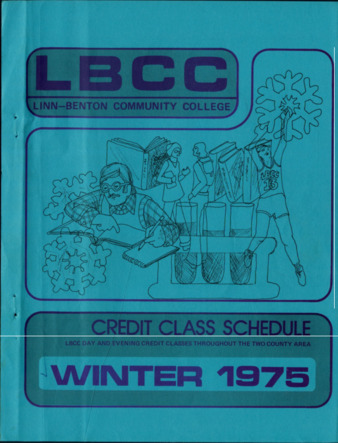 LBCC
LINN-BENTON COMMUNITY COLLEGE
CREDIT CLASS SCHEDULE
LBCC DAY AND EVENING CREDIT CLASSES THROUGHOUT THE TWO COUNTY AREA
WINTER 1975